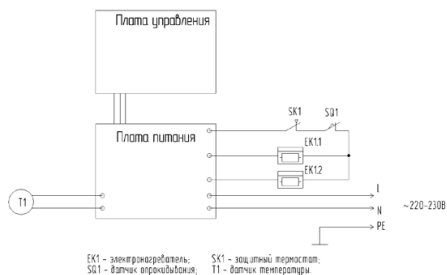 Плата управления
Плата питания
SK1
SQ1
EK1.1
EK1.2
T1
L
N
~220-230В
PE
EK1 - электронагреватель; SK1 - защитный термостат;
SQ1 - датчик опрокидывания; T1 - датчик температуры.